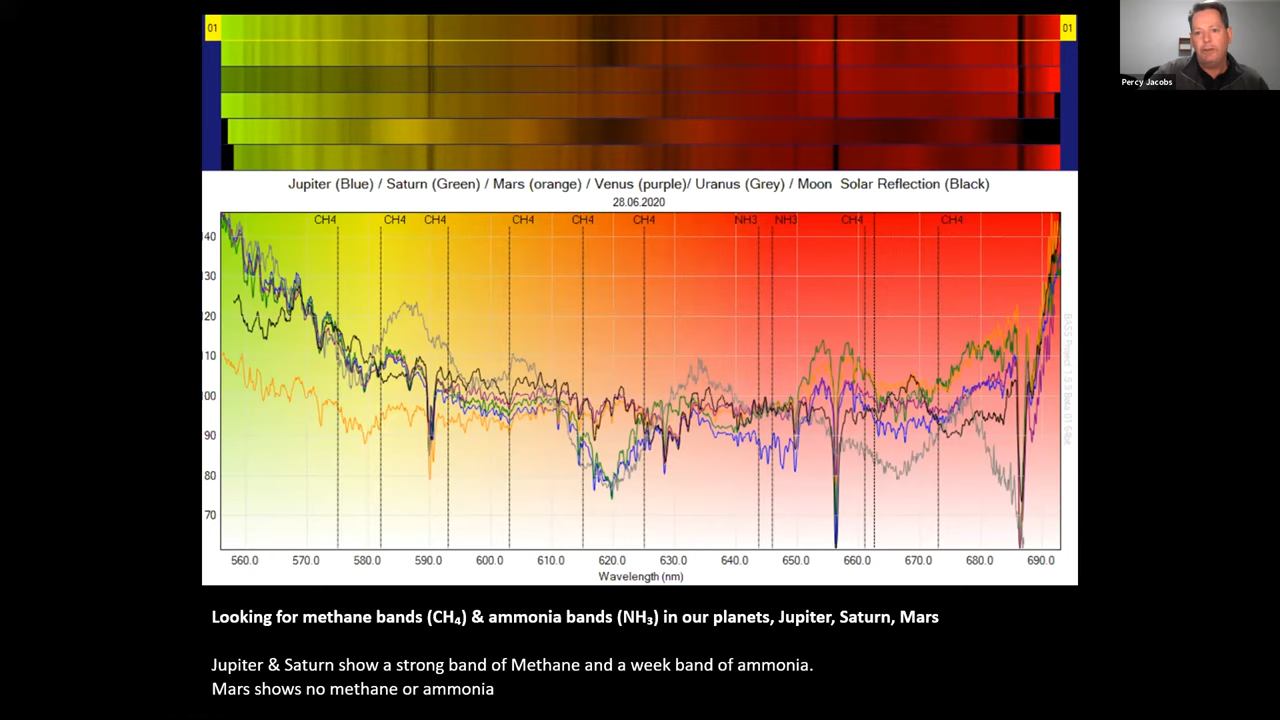 01 01
Percy Jacobs
Jupiter (Blue) / Saturn (Green) / Mars (orange) / Venus (purple)/ Uranus (Grey) / Moon Solar Reflection (Black)
28.06.2020
CH4 CH4 CH4 CH4 CH4 CH4 NH3 NH3 CH4 CH4
140
130
120
110
100
90
80
70
560.0 570.0 580.0 590.0 600.0 610.0 620.0 630.0 640.0 650.0 660.0 670.0 680.0 690.0
Wavelength (nm)
Looking for methane bands (CH₄) & ammonia bands (NH₃) in our planets, Jupiter, Saturn, Mars
Jupiter & Saturn show a strong band of Methane and a week band of ammonia.
Mars shows no methane or ammonia